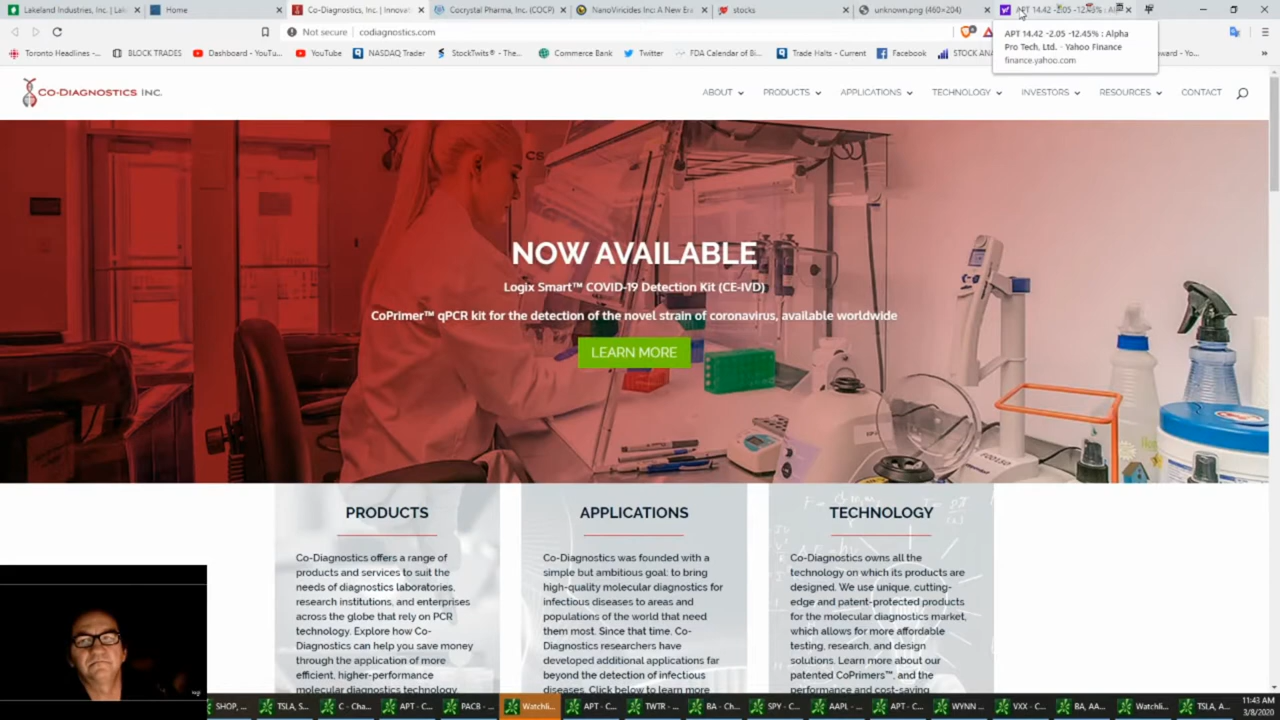 Lakeland Industries, Inc. | Lak
Home
Co-Diagnostics, Inc. | Innovat
Cocrystal Pharma, Inc. (COCP)
NanoViricides Inc: A New Era
stocks
unknown.png (460×204)
APT 14.42 -2.05 -12.45% : Al
Not secure
codiagnostics.com
Toronto Headlines -...
BLOCK TRADES
Dashboard - YouTu...
YouTube
NASDAQ Trader
StockTwits® - The...
Commerce Bank
Twitter
FDA Calendar of Bi...
Trade Halts - Current
Facebook
STOCK ANA
ward - Yo...
APT 14.42 -2.05 -12.45% : Alpha
Pro Tech, Ltd. - Yahoo Finance
finance.yahoo.com
CO-DIAGNOSTICS INC.
ABOUT
PRODUCTS
APPLICATIONS
TECHNOLOGY
INVESTORS
RESOURCES
CONTACT
NOW AVAILABLE
Logix Smart™ COVID-19 Detection Kit (CE-IVD)
CoPrimer™ qPCR kit for the detection of the novel strain of coronavirus, available worldwide
LEARN MORE
PRODUCTS
Co-Diagnostics offers a range of
products and services to suit the
needs of diagnostics laboratories,
research institutions, and enterprises
across the globe that rely on PCR
technology. Explore how Co-
Diagnostics can help you save money
through the application of more
efficient, higher-performance
molecular diagnostics technology.
APPLICATIONS
Co-Diagnostics was founded with a
simple but ambitious goal: to bring
high-quality molecular diagnostics for
infectious diseases to areas and
populations of the world that need
them most. Since that time, Co-
Diagnostics researchers have
developed additional applications far
beyond the detection of infectious
diseases. Click below to learn more
TECHNOLOGY
Co-Diagnostics owns all the
technology on which its products are
designed. We use unique, cutting-
edge and patent-protected products
for the molecular diagnostics market,
which allows for more affordable
testing, research, and design
solutions. Learn more about our
patented CoPrimers™, and the
performance and cost-saving
SHOP, ...
TSLA, S...
C - Cha...
APT - C...
PACB - ...
Watchli...
APT - C...
TWTR - ...
BA - Cha...
SPY - C...
AAPL - ...
APT - C...
WYNN ...
VXX - C...
BA, AA...
Watchli...
TSLA, A...
11:43 AM
3/8/2020